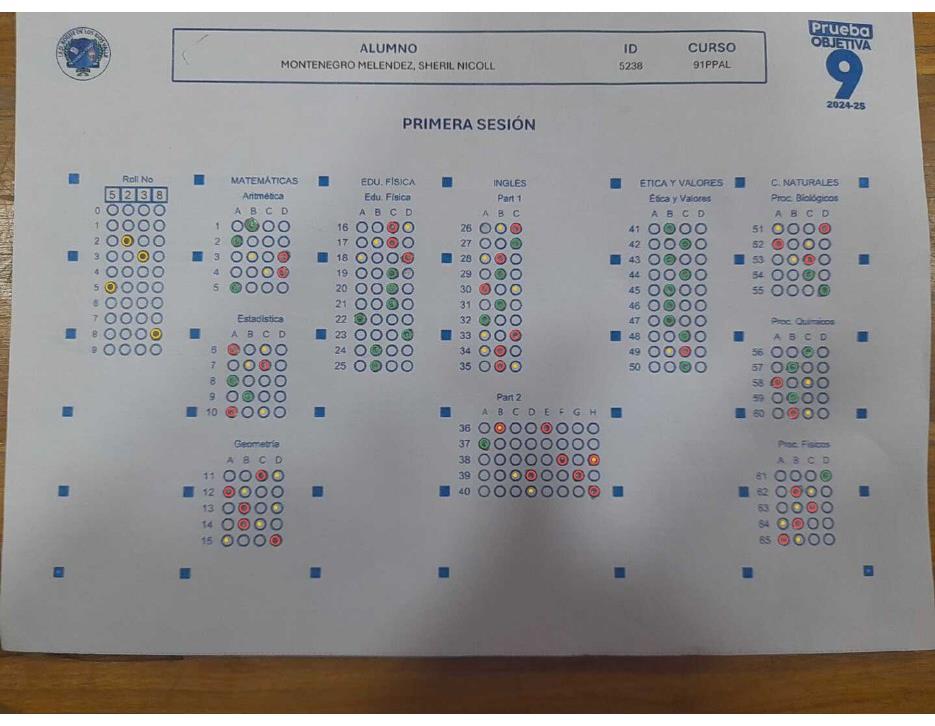 Prueba
OBJETIVA
9
2024-25
ALUMNO ID CURSO
MONTENEGRO MELENDEZ, SHERIL NICOLL 5238 91PPAL
PRIMERA SESIÓN
Roll No
5 2 3 8
0
1
2
3
4
5
6
7
8
9
MATEMÁTICAS
Aritmética
A B C D
1
2
3
4
5
Estadística
A B C D
6
7
8
9
10
Geometría
A B C D
11
12
13
14
15
EDU. FÍSICA
Edu. Física
A B C D
16
17
18
19
20
21
22
23
24
25
INGLES
Part 1
A B C
26
27
28
29
30
31
32
33
34
35
Part 2
A B C D E F G H
36
37
38
39
40
ÉTICA Y VALORES
Ética y Valores
A B C D
41
42
43
44
45
46
47
48
49
50
C. NATURALES
Proc. Biológicos
A B C D
51
52
53
54
55
Proc. Químicos
A B C D
56
57
58
59
60
Proc. Físicos
A B C D
61
62
63
64
65